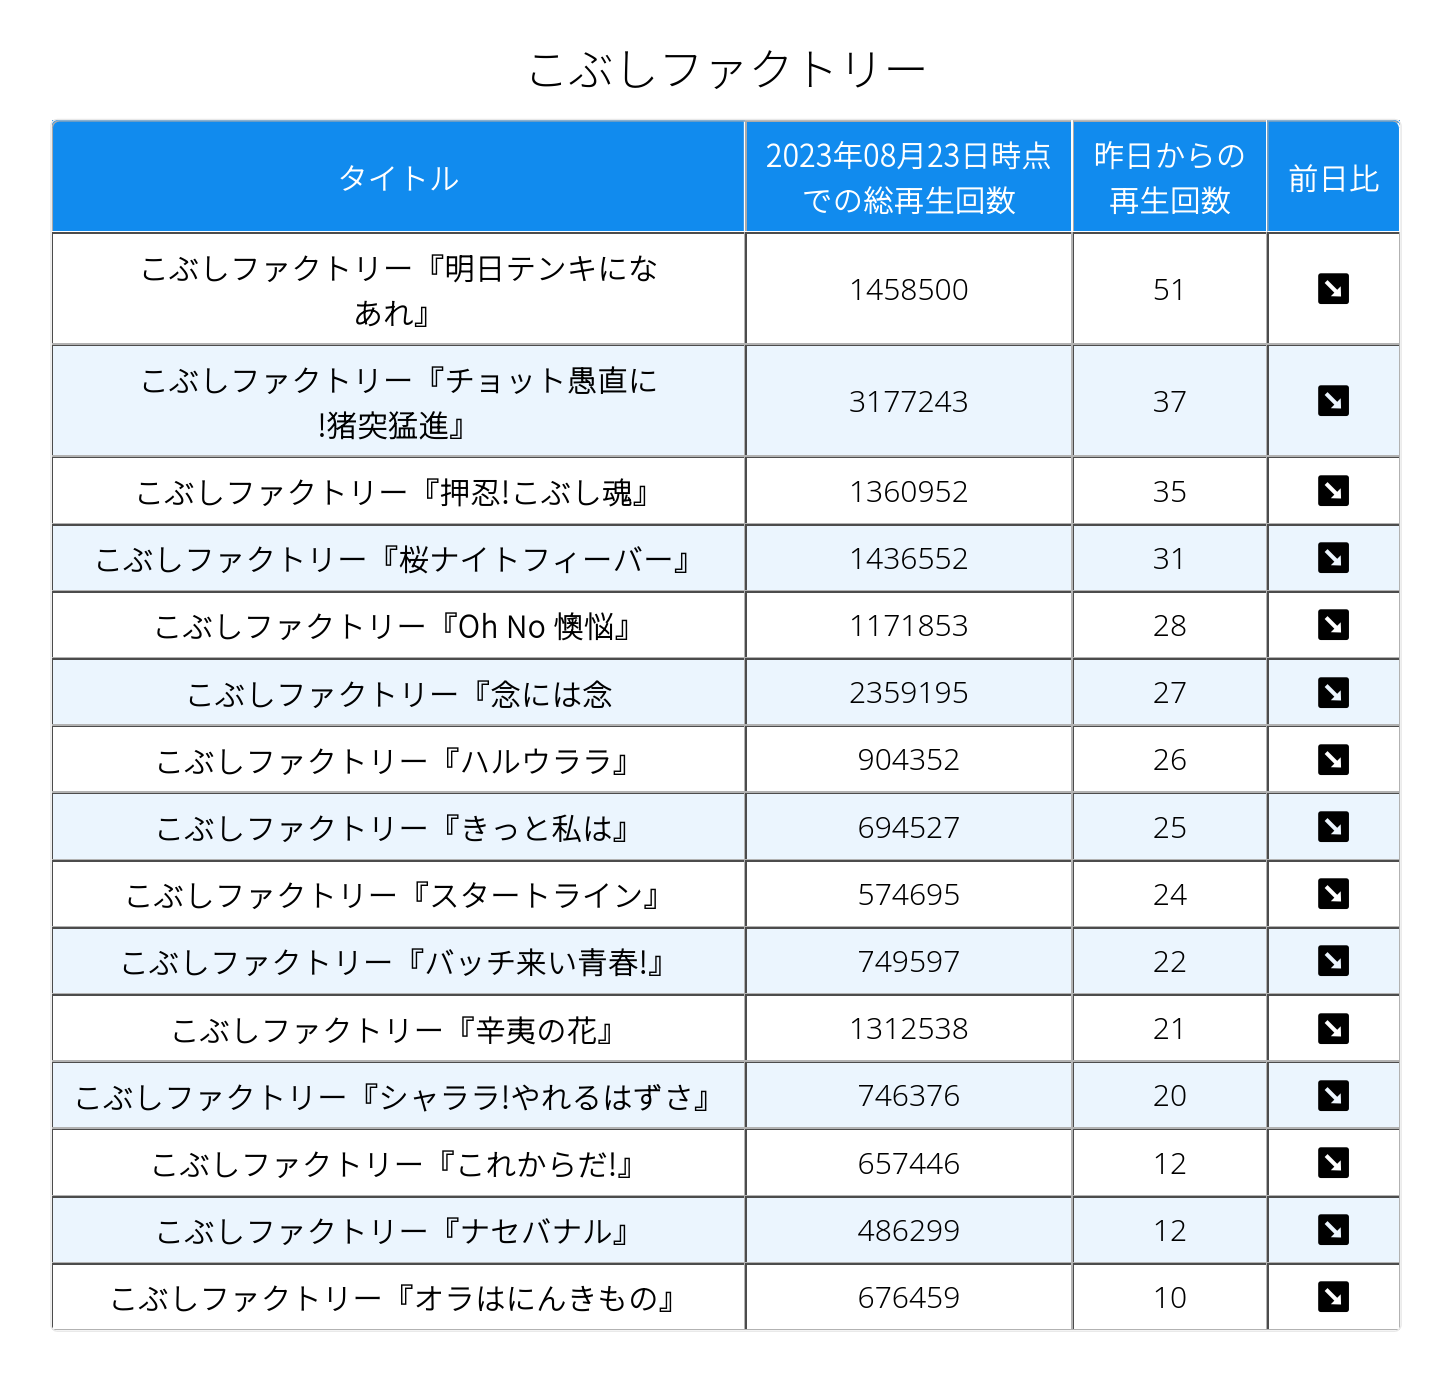 こぶしファクトリー
タイトル
2023年08月23日時点
での総再生回数
昨日からの
再生回数
前日比
こぶしファクトリー『明日テンキにな
あれ』
1458500
51
こぶしファクトリー『チョット愚直に
!猪突猛進』
3177243
37
こぶしファクトリー『押忍!こぶし魂』
1360952
35
こぶしファクトリー『桜ナイトフィーバー』
1436552
31
こぶしファクトリー『Oh No 懊悩』
1171853
28
こぶしファクトリー『念には念
2359195
27
こぶしファクトリー『ハルウララ』
904352
26
こぶしファクトリー『きっと私は』
694527
25
こぶしファクトリー『スタートライン』
574695
24
こぶしファクトリー『バッチ来い青春!』
749597
22
こぶしファクトリー『辛夷の花』
1312538
21
こぶしファクトリー『シャララ!やれるはずさ』
746376
20
こぶしファクトリー『これからだ!』
657446
12
こぶしファクトリー『ナセバナル』
486299
12
こぶしファクトリー『オラはにんきもの』
676459
10